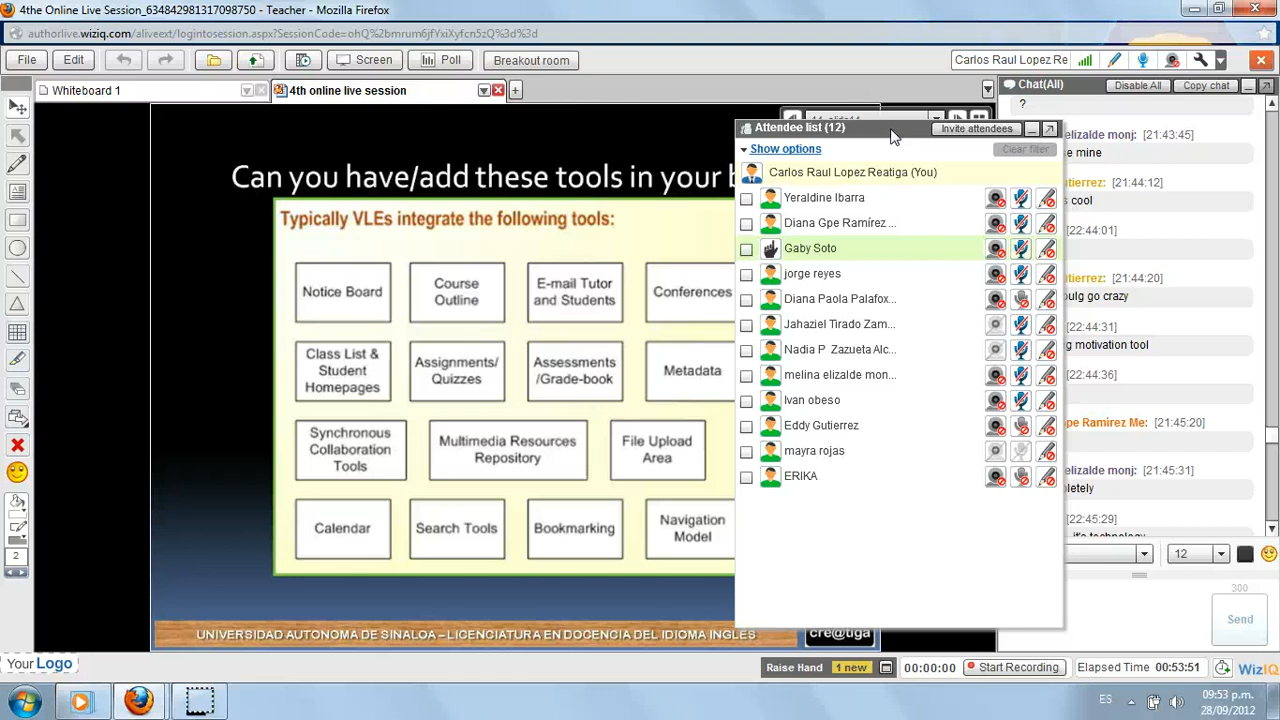 4the Online Live Session_634842981317098750 - Teacher - Mozilla Firefox
authorlive.wiziq.com/aliveext/logintosession.aspx?SessionCode=ohQ%2bmrum6jfYxiXyfcn5zQ%3d%3d
File Edit Screen Poll Breakout room Carlos Raul Lopez Re
Whiteboard 1 4th online live session +
Can you have/add these tools in your b
Typically VLEs integrate the following tools:
Notice Board
Course Outline
E-mail Tutor and Students
Conferences
Class List & Student Homepages
Assignments/ Quizzes
Assessments /Grade-book
Metadata
Synchronous Collaboration Tools
Multimedia Resources Repository
File Upload Area
Calendar
Search Tools
Bookmarking
Navigation Model
UNIVERSIDAD AUTONOMA DE SINALOA – LICENCIATURA EN DOCENCIA DEL IDIOMA INGLES
cre@tiga
Attendee list (12) Invite attendees
Show options Clear filter
Carlos Raul Lopez Reatiga (You)
Yeraldine Ibarra
Diana Gpe Ramírez ...
Gaby Soto
jorge reyes
Diana Paola Palafox...
Jahaziel Tirado Zam...
Nadia P Zazueta Alc...
melina elizalde mon...
Ivan obeso
Eddy Gutierrez
mayra rojas
ERIKA
Chat(All) Disable All Copy chat
?
elizalde monj: [21:43:45]
e mine
utierrez: [21:44:12]
s cool
[22:44:01]
utierrez: [21:44:20]
oulg go crazy
[22:44:31]
g motivation tool
[22:44:36]
pe Ramirez Me: [21:45:20]
elizalde monj: [21:45:31]
pletely
[22:45:29]
it's technology
12
300
Send
2
Your Logo
Raise Hand 1 new 00:00:00 Start Recording Elapsed Time 00:53:51 WizIQ
ES
09:53 p.m.
28/09/2012